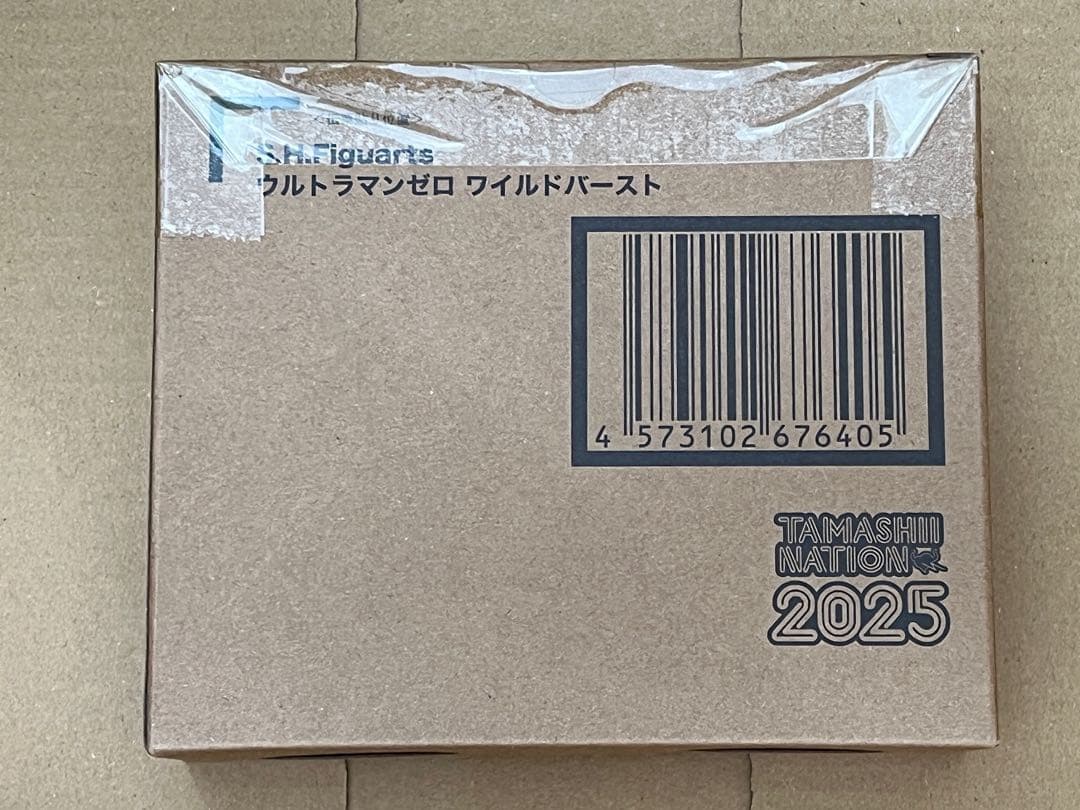 S.H.Figuarts
ウルトラマンゼロ ワイルドバースト
4 573102 676405
TAMASHII
NATION
2025